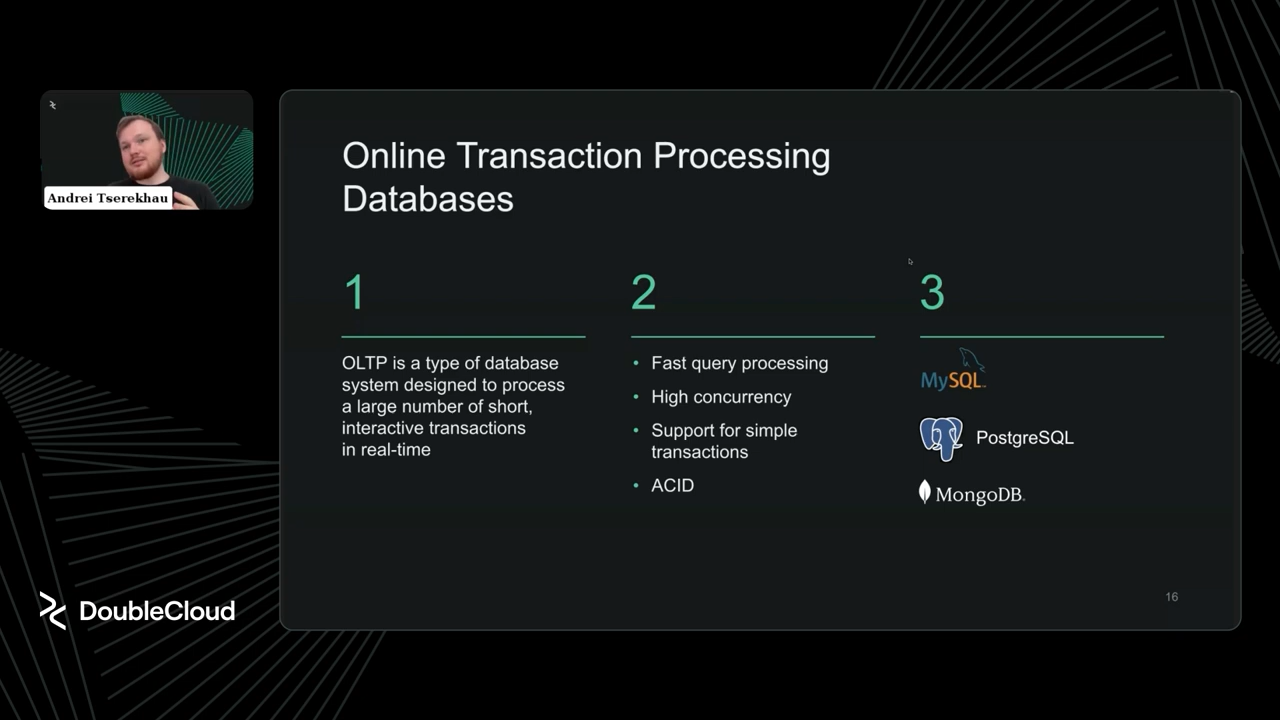 Andrei Tserekhau
Online Transaction Processing
Databases
1
OLTP is a type of database
system designed to process
a large number of short,
interactive transactions
in real-time
2
• Fast query processing
• High concurrency
• Support for simple
transactions
• ACID
3
MySQL™
PostgreSQL
MongoDB.
16
DoubleCloud